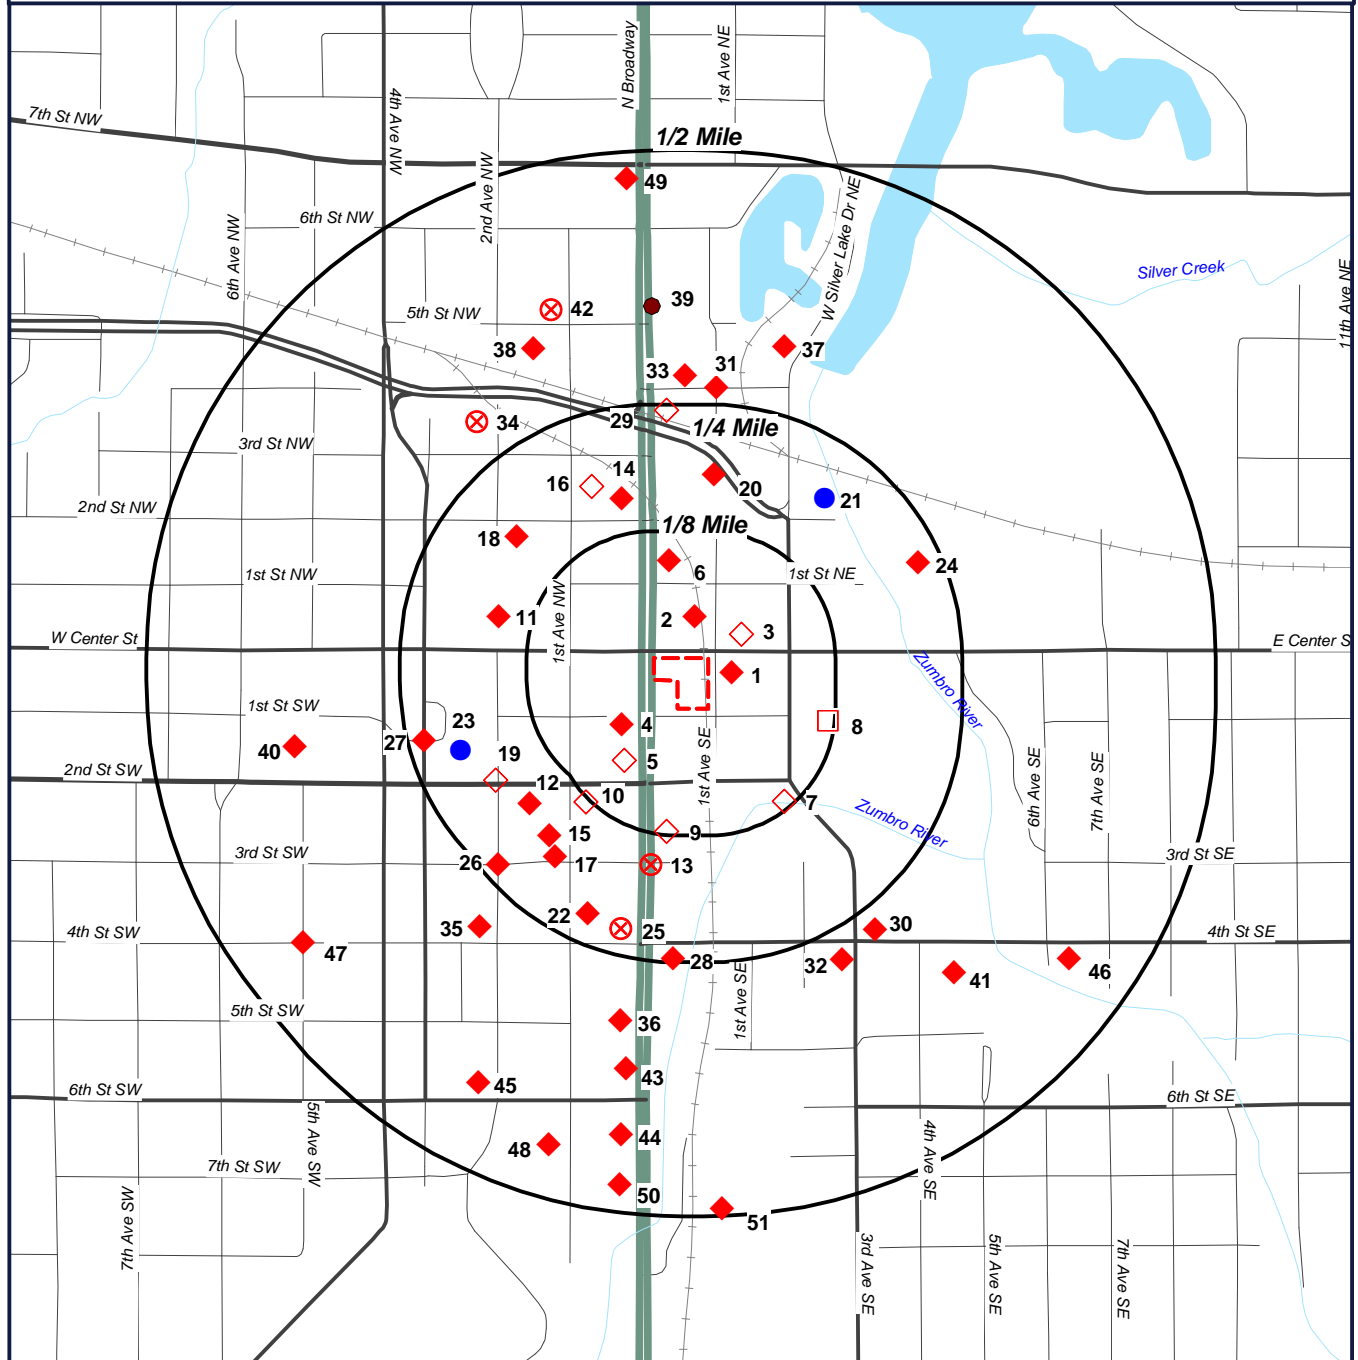 N Broadway
1st Ave NE
7th St NW
4th Ave NW
1/2 Mile
49
2nd Ave NW
W Silver Lake Dr NE
6th St NW
6th Ave NW
Silver Creek
11th Ave NE
42
39
5th St NW
38
33
31
37
34
29
1/4 Mile
3rd St NW
16
14
20
21
2nd St NW
18
1/8 Mile
6
24
1st St NW
1st St NE
1st Ave NW
11
2
3
W Center St
E Center S
1
Zumbro River
1st St SW
23
4
8
40
27
19
5
2nd St SW
12
10
1st Ave SE
7
6th Ave SE
7th Ave SE
Zumbro River
15
9
3rd St SW
26
17
13
3rd St SE
35
22
25
30
4th St SW
4th St SE
47
28
32
41
46
1st Ave SE
5th St SW
36
43
45
6th St SW
6th St SE
5th Ave SW
44
48
4th Ave SE
7th St SW
50
7th Ave SW
51
3rd Ave SE
5th Ave SE
7th Ave SE